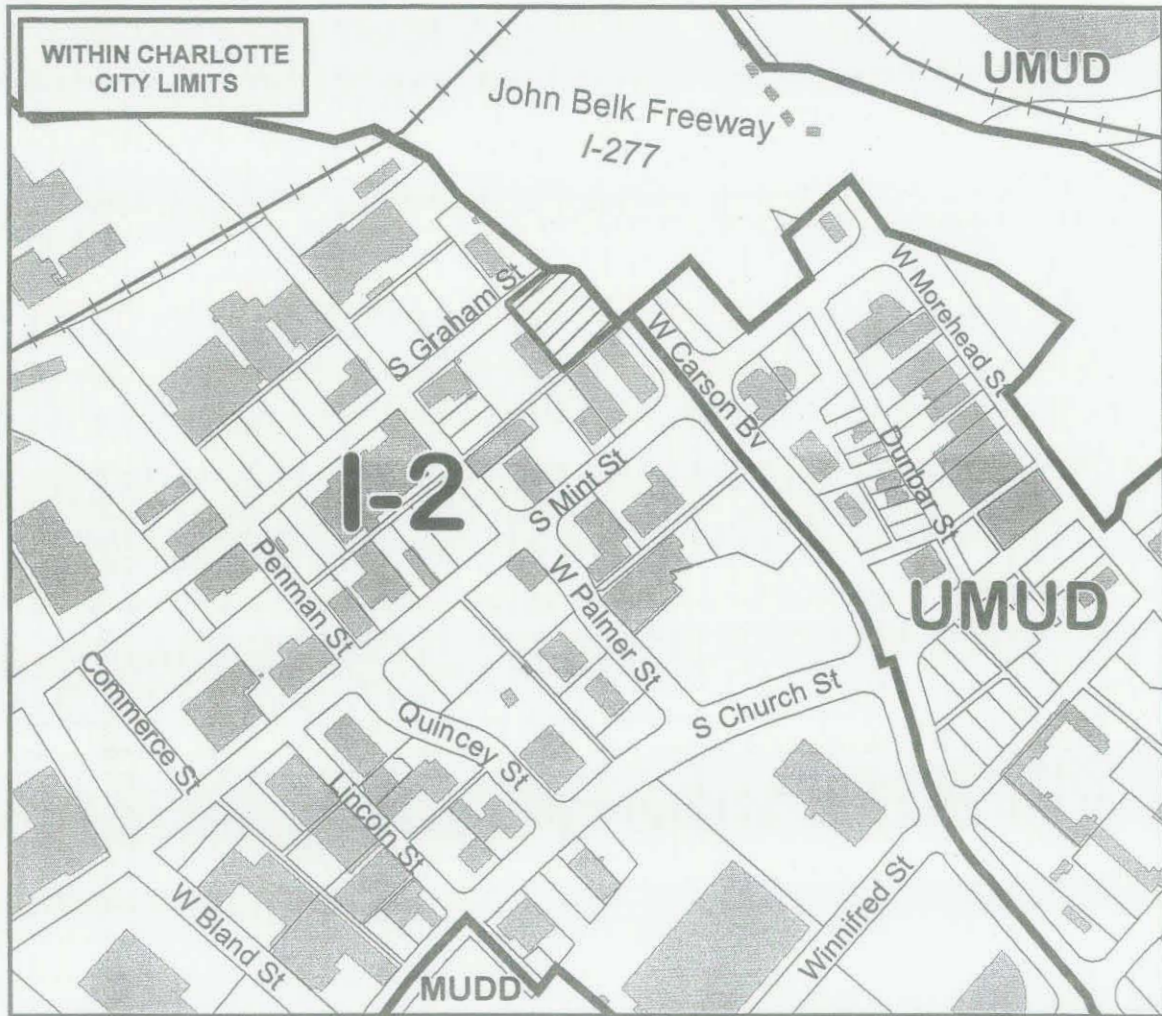 WITHIN CHARLOTTE
CITY LIMITS
UMUD
John Belk Freeway
I-277
W Morehead St
S Graham St
W Carson Bv
Dunbar St
S Mint St
I-2
Penman St
W Palmer St
UMUD
Commerce St
S Church St
Quincey St
Lincoln St
W Bland St
Winnifred St
MUDD